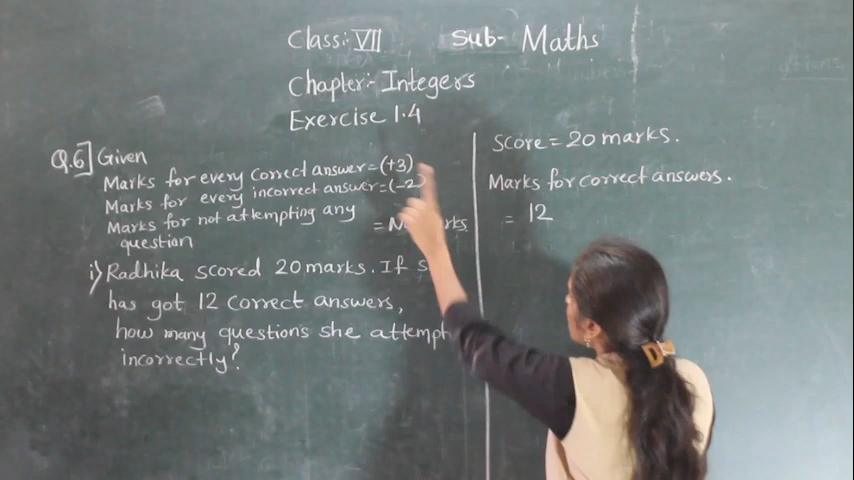 Class:- VII Sub- Maths
Chapter:- Integers
Exercise 1.4
Q.6] Given
Marks for every correct answer = (+3)
Marks for every incorrect answer = (-2)
Marks for not attempting any
question =
i) Radhika scored 20 marks. If
has got 12 correct answers,
how many questions she attempt
incorrectly?
Score = 20 marks.
Marks for correct answers.
= 12